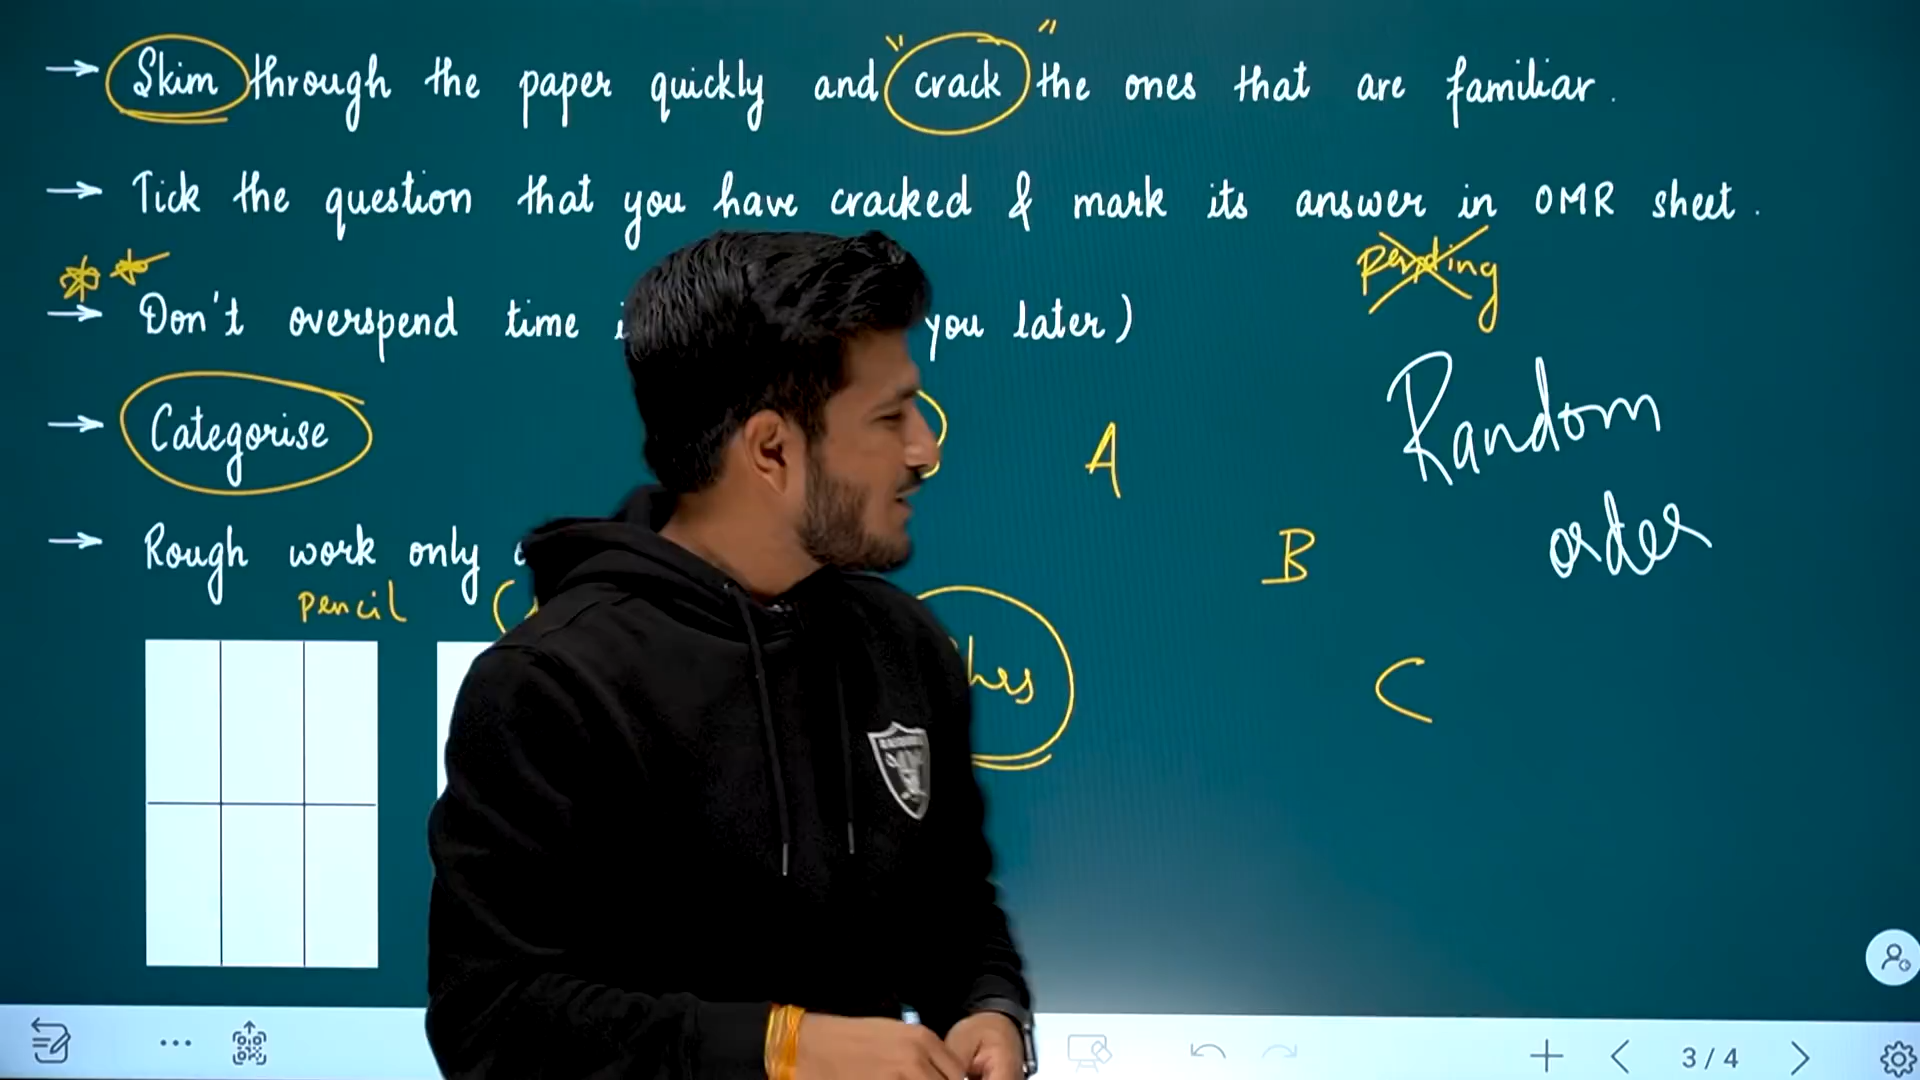 → Skim through the paper quickly and "crack" the ones that are familiar.
→ Tick the question that you have cracked & mark its answer in OMR sheet.
pending
→ Don't overspend time you later)
→ Categorise
A
Random
order
→ Rough work only
B
pencil
C
RAIDERS
3/4